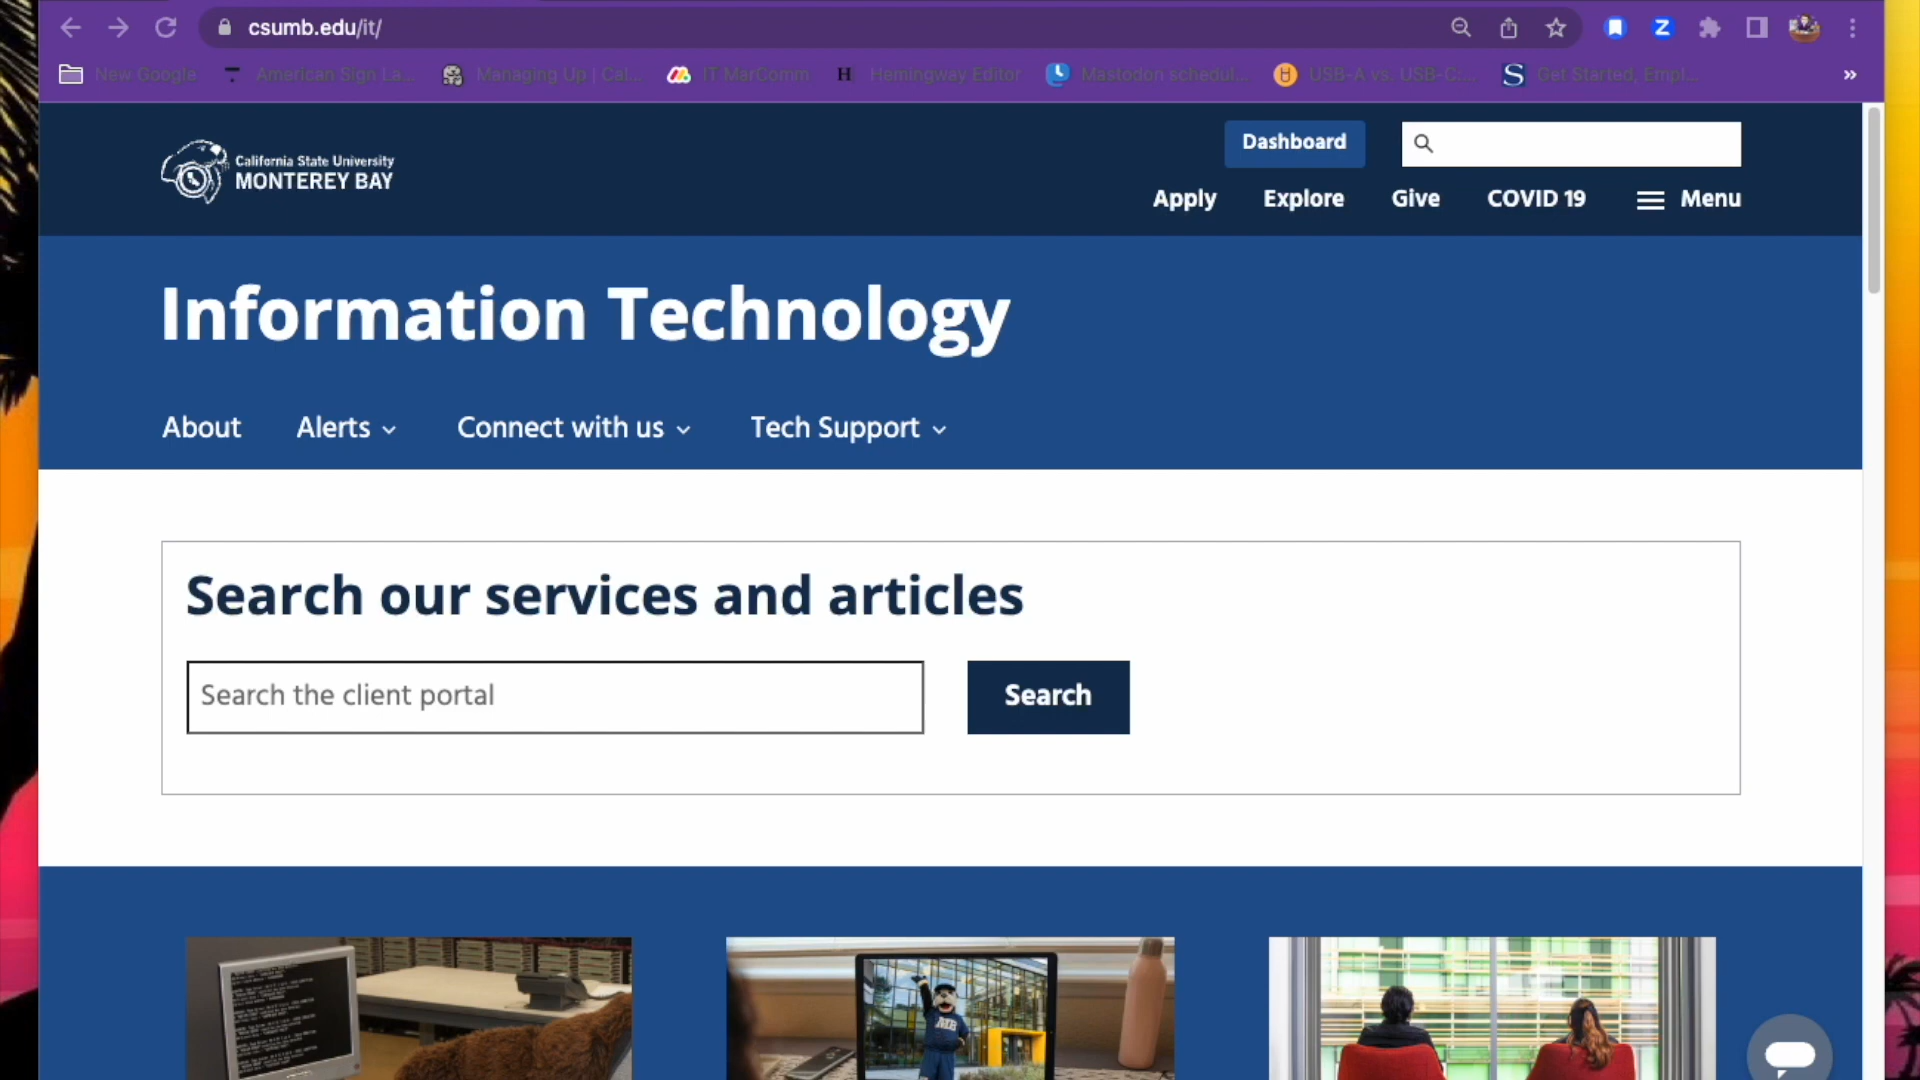 csumb.edu/it/
New Google
American Sign La...
Managing Up | Cal...
IT MarComm
H Hemingway Editor
Mastodon schedul...
USB-A vs. USB-C:...
Get Started, Empl...
California State University
MONTEREY BAY
Dashboard
Apply
Explore
Give
COVID 19
Menu
Information Technology
About
Alerts
Connect with us
Tech Support
Search our services and articles
Search the client portal
Search
MB